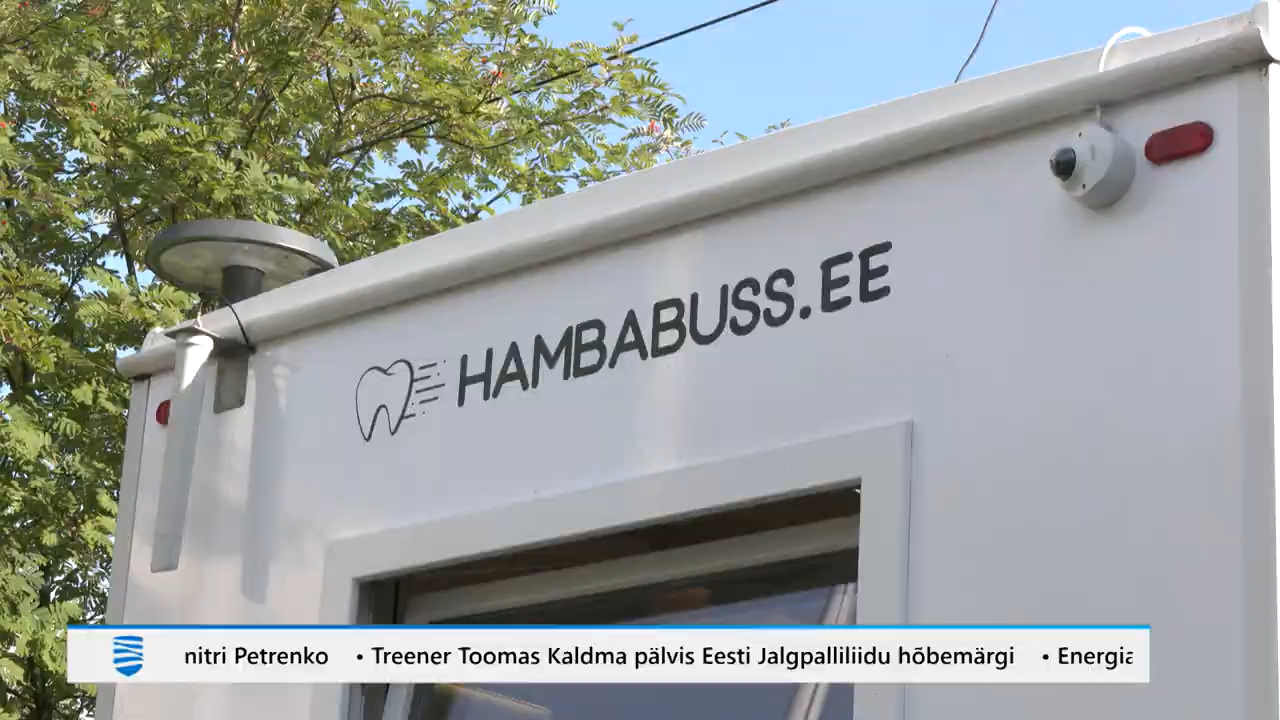 HAMBABUSS.EE
nitri Petrenko • Treener Toomas Kaldma pälvis Eesti Jalgpalliliidu hõbemärgi • Energia